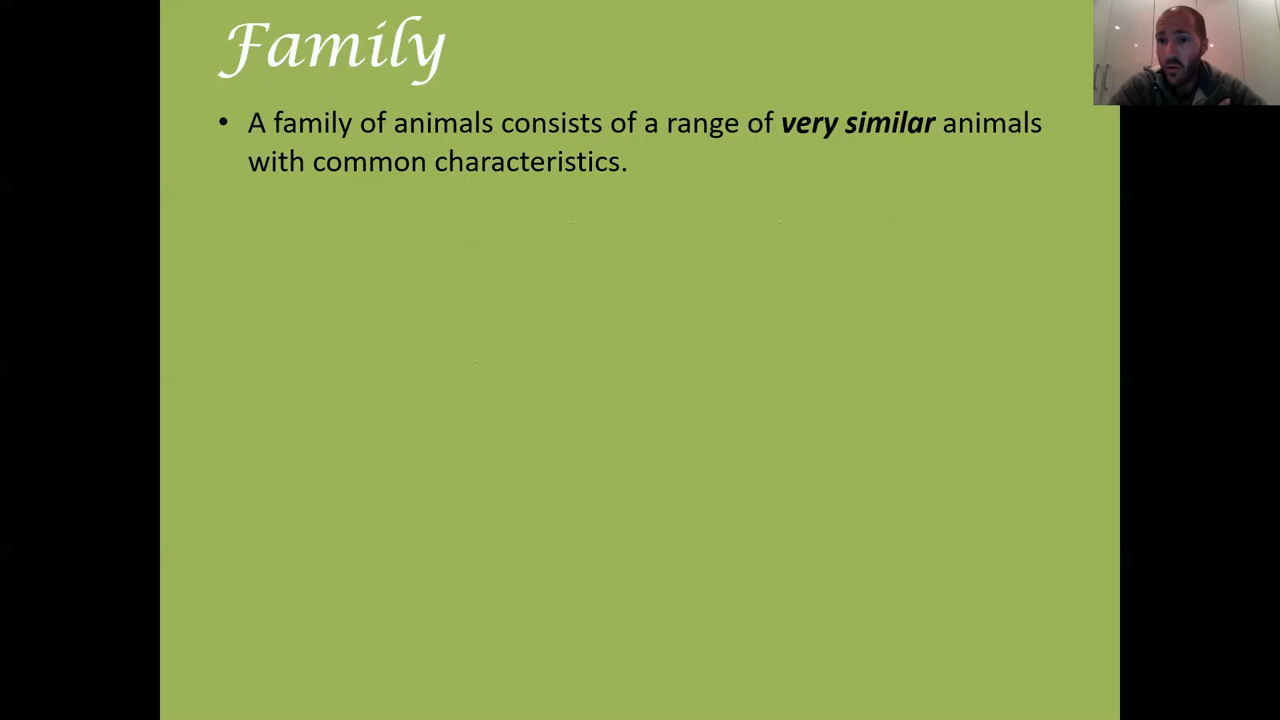 Family
• A family of animals consists of a range of very similar animals
with common characteristics.